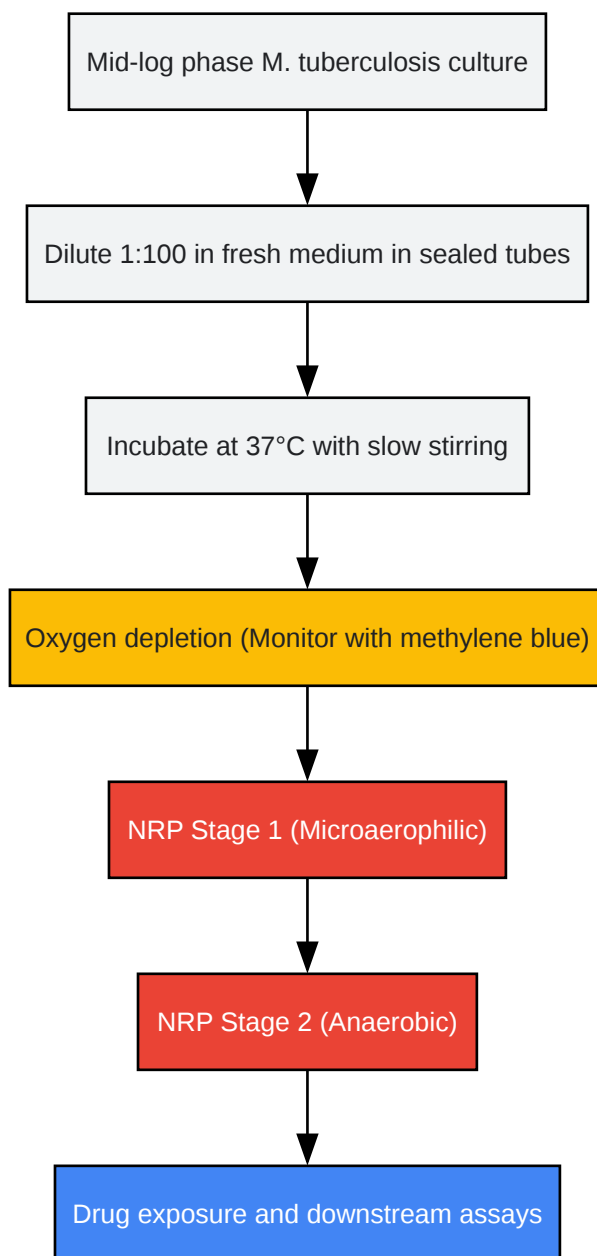 Mid-log phase M. tuberculosis culture
Dilute 1:100 in fresh medium in sealed tubes
Incubate at 37°C with slow stirring
Oxygen depletion (Monitor with methylene blue)
NRP Stage 1 (Microaerophilic)
NRP Stage 2 (Anaerobic)
Drug exposure and downstream assays